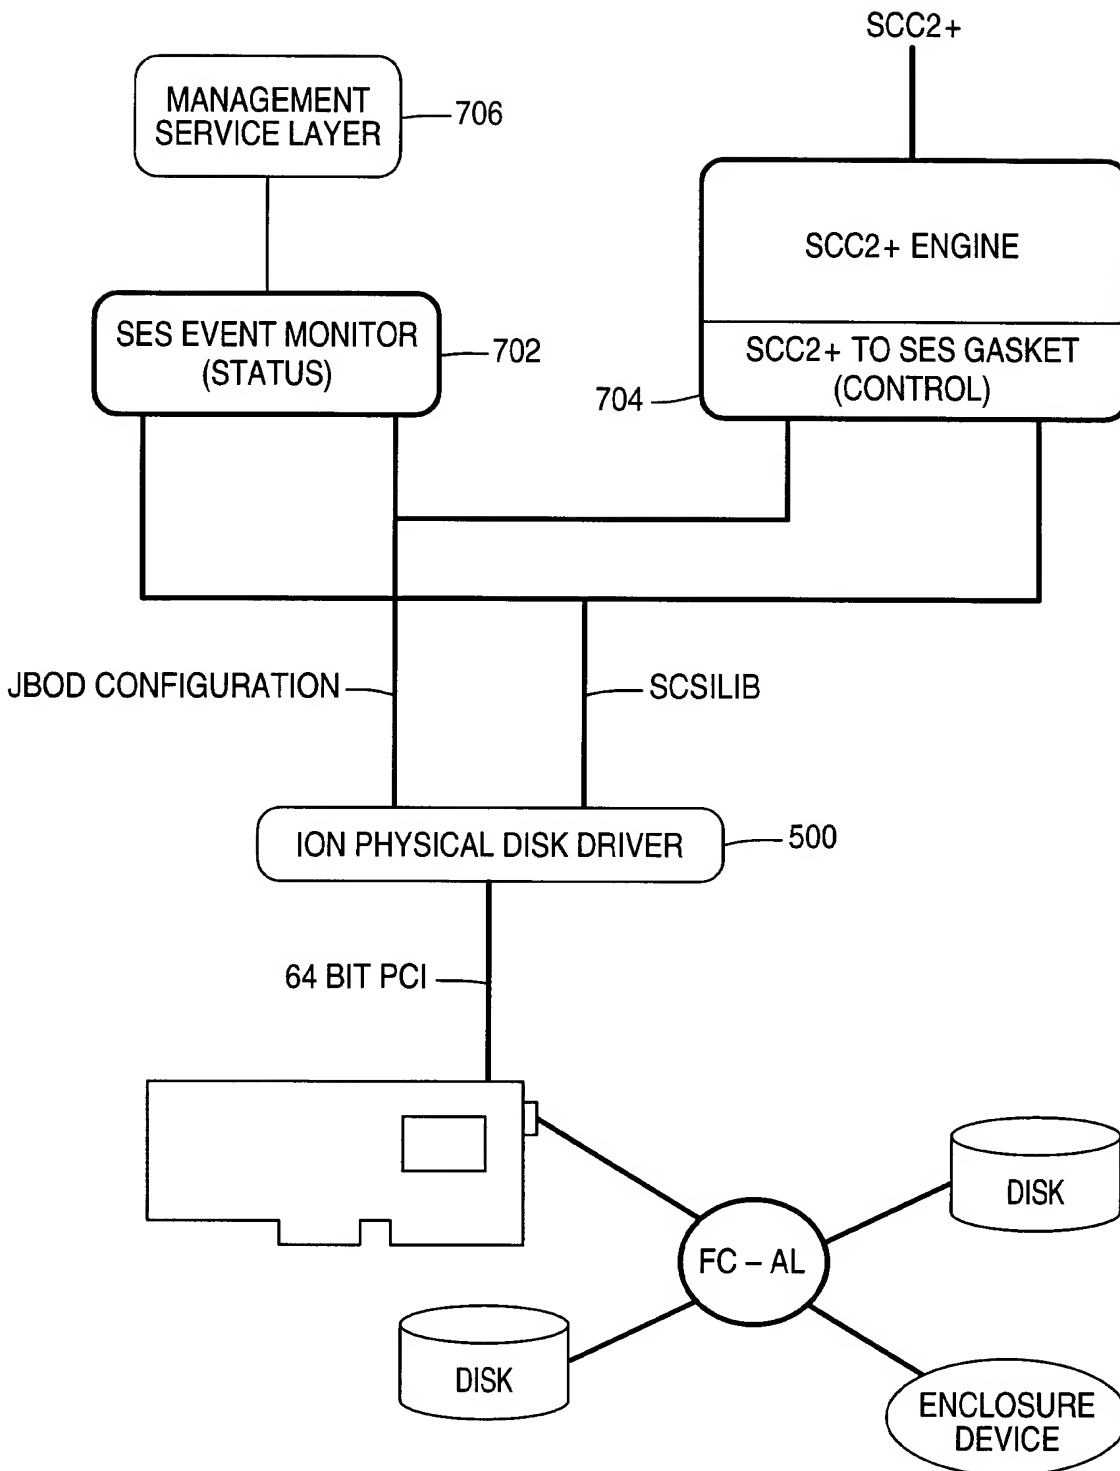 SCC2+
MANAGEMENT
SERVICE LAYER
706
SCC2+ ENGINE
SES EVENT MONITOR
(STATUS)
702
SCC2+ TO SES GASKET
(CONTROL)
704
JBOD CONFIGURATION
SCSILIB
ION PHYSICAL DISK DRIVER
500
64 BIT PCI
DISK
FC – AL
DISK
ENCLOSURE
DEVICE